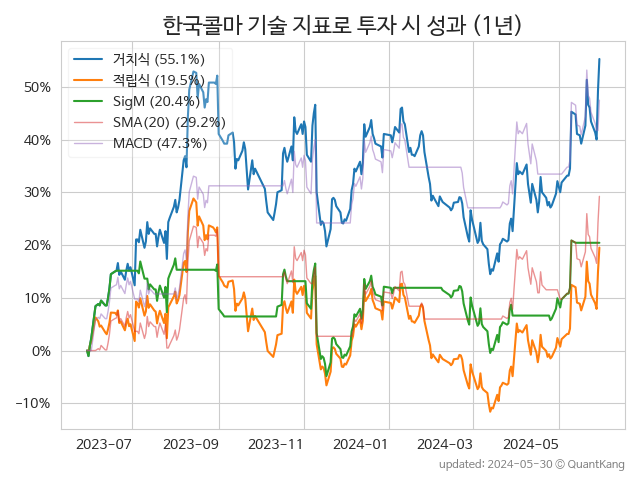 한국콜마 기술 지표로 투자 시 성과 (1년)
거치식 (55.1%)
적립식 (19.5%)
SigM (20.4%)
SMA(20) (29.2%)
MACD (47.3%)
50%
40%
30%
20%
10%
0%
−10%
2023-07
2023-09
2023-11
2024-01
2024-03
2024-05
updated: 2024-05-30 © QuantKang